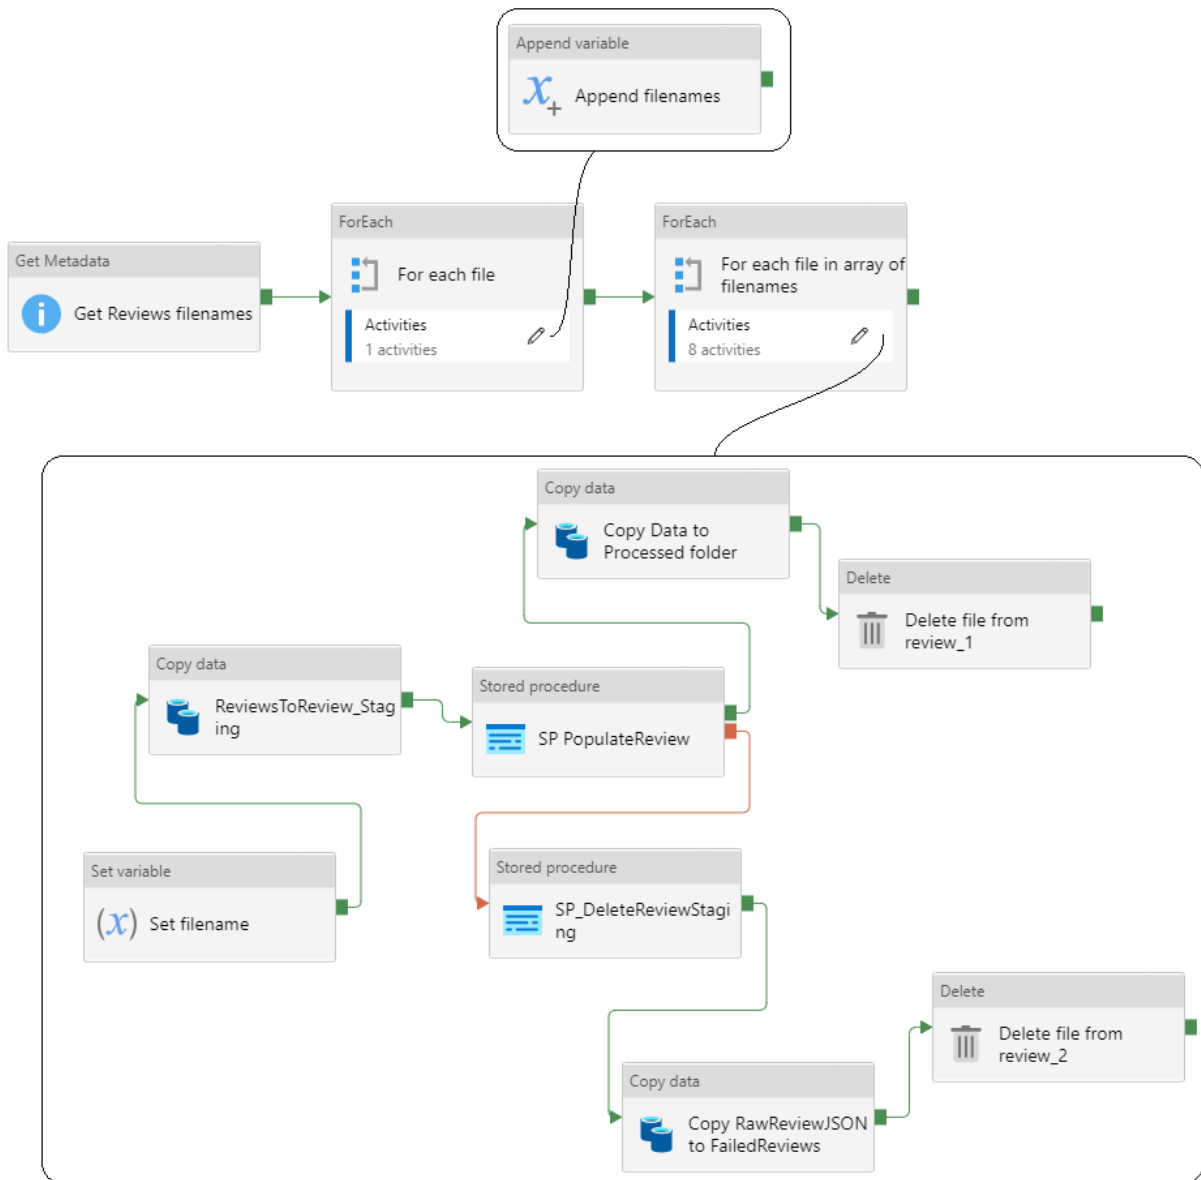 Append variable
Append filenames
Get Metadata
Get Reviews filenames
ForEach
For each file
Activities
1 activities
ForEach
For each file in array of
filenames
Activities
8 activities
Copy data
Copy Data to
Processed folder
Delete
Delete file from
review_1
Copy data
ReviewsToReview_Stag
ing
Stored procedure
SP PopulateReview
Set variable
(x) Set filename
Stored procedure
SP_DeleteReviewStagi
ng
Delete
Delete file from
review_2
Copy data
Copy RawReviewJSON
to FailedReviews